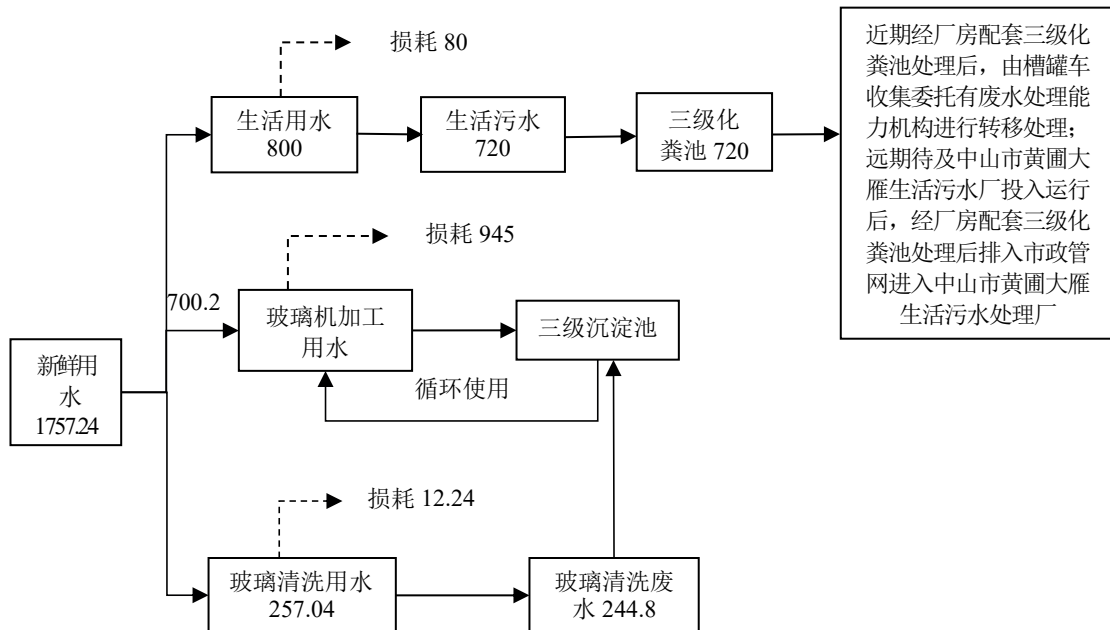 损耗 80
生活用水
800
生活污水
720
三级化
粪池 720
近期经厂房配套三级化
粪池处理后，由槽罐车
收集委托有废水处理能
力机构进行转移处理；
远期待及中山市黄圃大
雁生活污水厂投入运行
后，经厂房配套三级化
粪池处理后排入市政管
网进入中山市黄圃大雁
生活污水处理厂
损耗 945
700.2
玻璃机加工
用水
三级沉淀池
循环使用
新鲜用
水
1757.24
损耗 12.24
玻璃清洗用水
257.04
玻璃清洗废
水 244.8